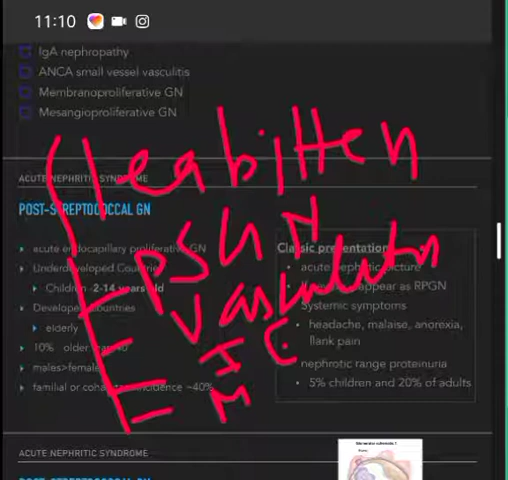 11:10
IgA nephropathy
ANCA small vessel vasculitis
Membranoproliferative GN
Mesangioproliferative GN
ACUTE NEPHRITIC SYNDROME
POST-STREPTOCOCCAL GN
acute endocapillary proliferative GN
Underdeveloped Countries
Children 2-14 years old
Developed countries
elderly
10% older than 40
males>females
familial or incidence ~40%
Classic presentation
acute nephritic picture
appear as RPGN
Systemic symptoms
headache, malaise, anorexia,
flank pain
nephrotic range proteinuria
5% children and 20% of adults
fleabitten
PSGN
Vasculitis
IE
M
ACUTE NEPHRITIC SYNDROME